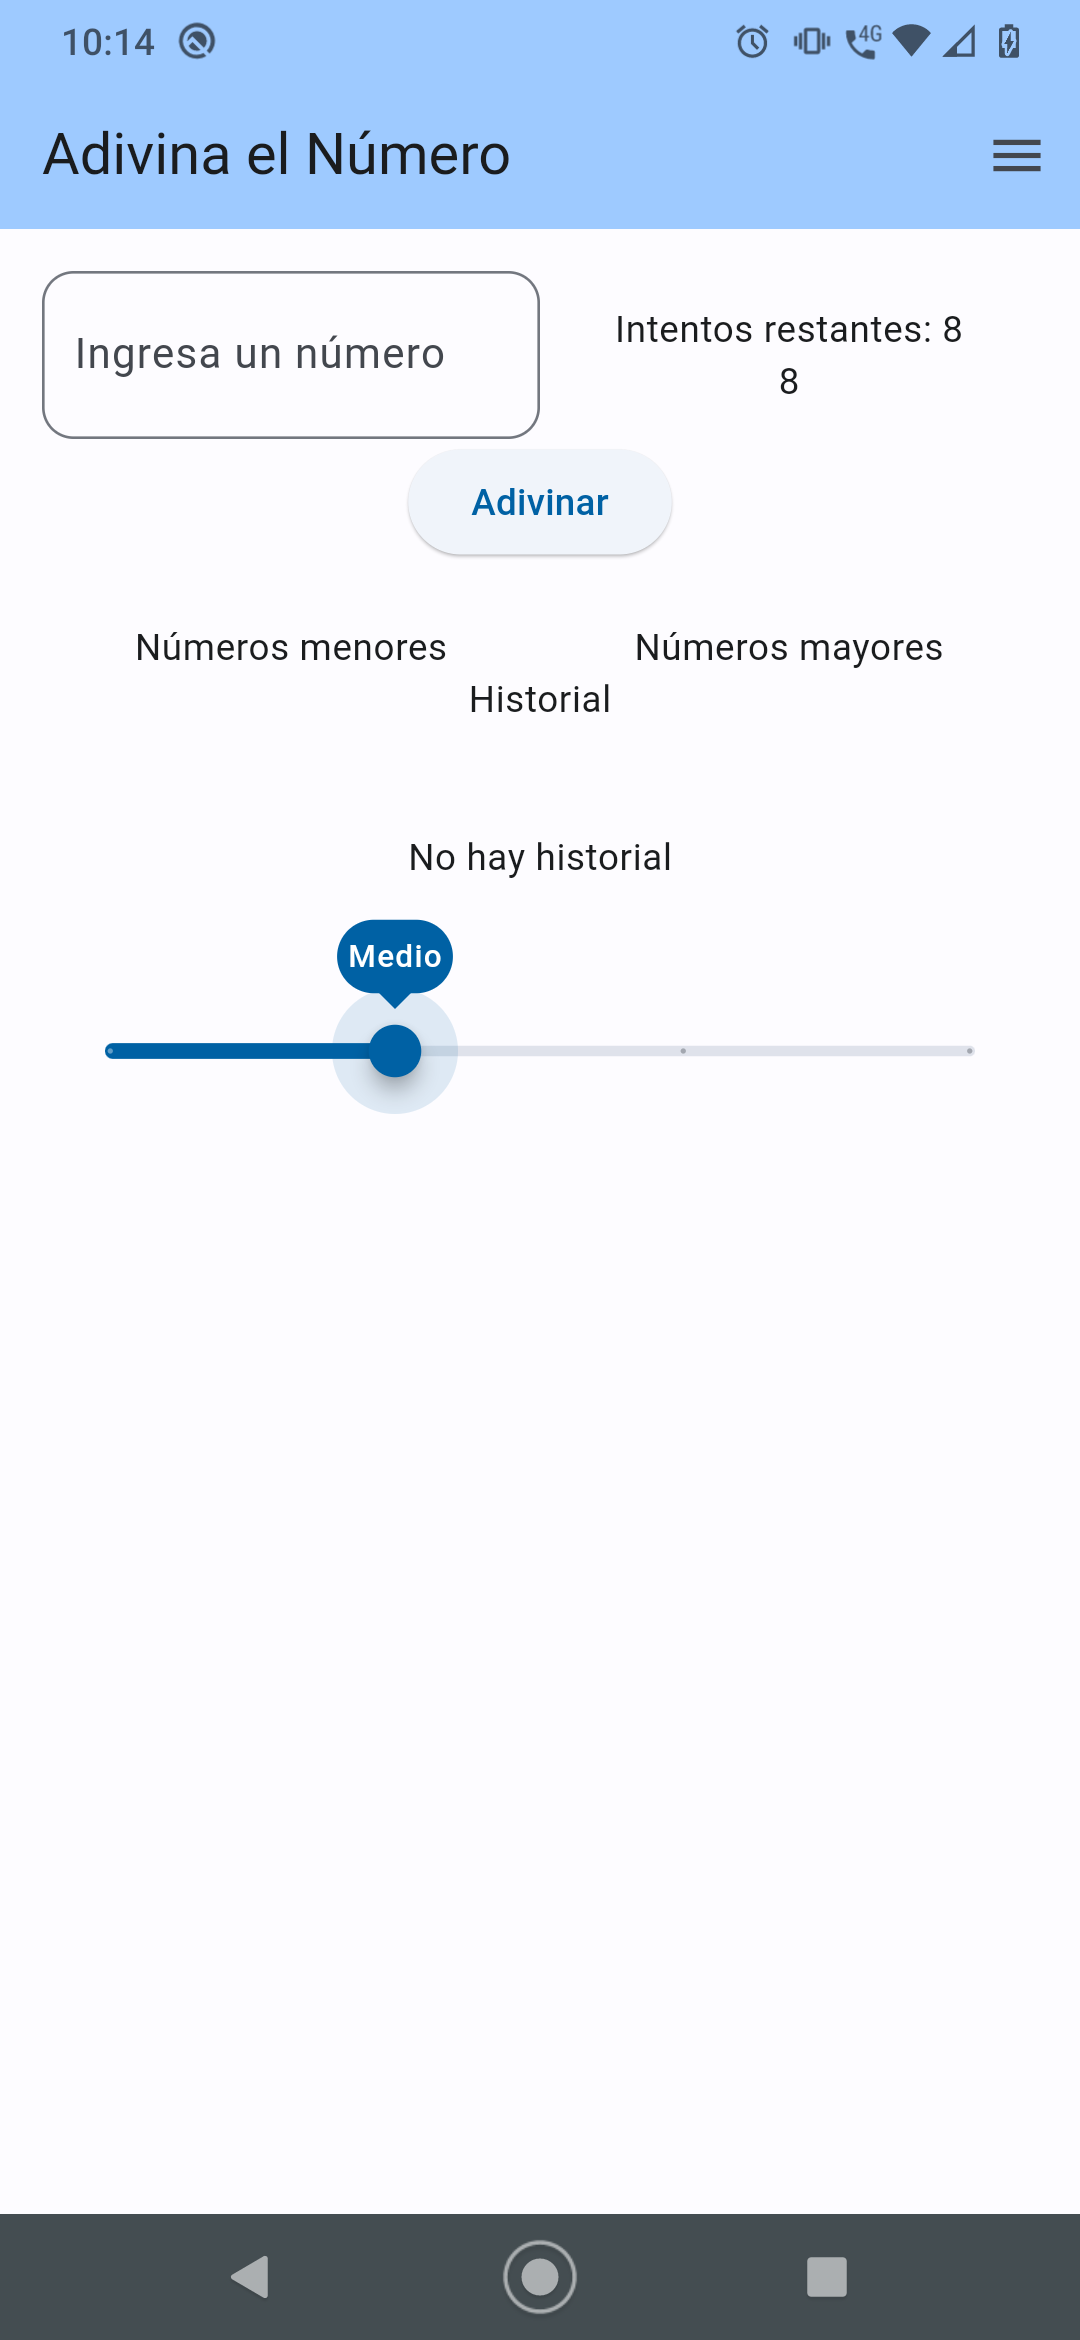 10:14
4G
Adivina el Número
Ingresa un número
Intentos restantes: 8
8
Adivinar
Números menores
Números mayores
Historial
No hay historial
Medio